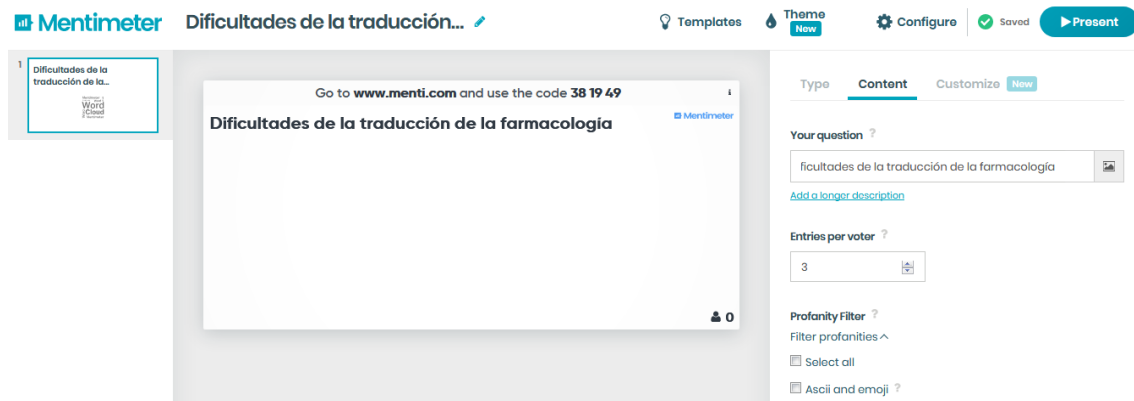 Mentimeter
Dificultades de la traducción...
Templates
Theme
New
Configure
Saved
Present
1
Dificultades de la
traducción de la...
Word
Cloud
Go to www.menti.com and use the code 38 19 49
i
Dificultades de la traducción de la farmacología
Mentimeter
0
Type
Content
Customize New
Your question ?
ficultades de la traducción de la farmacología
Add a longer description
Entries per voter ?
3
Profanity Filter ?
Filter profanities
Select all
Ascii and emoji ?